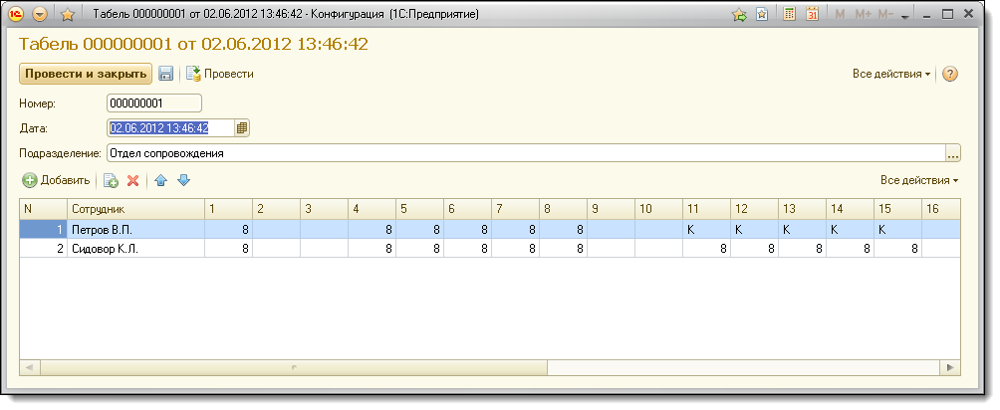 Табель 000000001 от 02.06.2012 13:46:42 - Конфигурация (1С:Предприятие) 31 M M+ M-
Табель 000000001 от 02.06.2012 13:46:42
Провести и закрыть Провести Все действия ?
Номер: 000000001
Дата: 02.06.2012 13:46:42
Подразделение: Отдел сопровождения ...
Добавить Все действия
N Сотрудник 1 2 3 4 5 6 7 8 9 10 11 12 13 14 15 16
1 Петров В.П. 8 8 8 8 8 8 К К К К К
2 Сидовор К.Л. 8 8 8 8 8 8 8 8 8 8 8